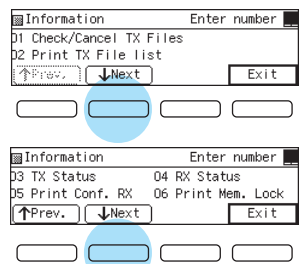 Information Enter number
01 Check/Cancel TX Files
02 Print TX File list
↑Prev. ↓Next Exit
Information Enter number
03 TX Status 04 RX Status
05 Print Conf. RX 06 Print Mem. Lock
↑Prev. ↓Next Exit